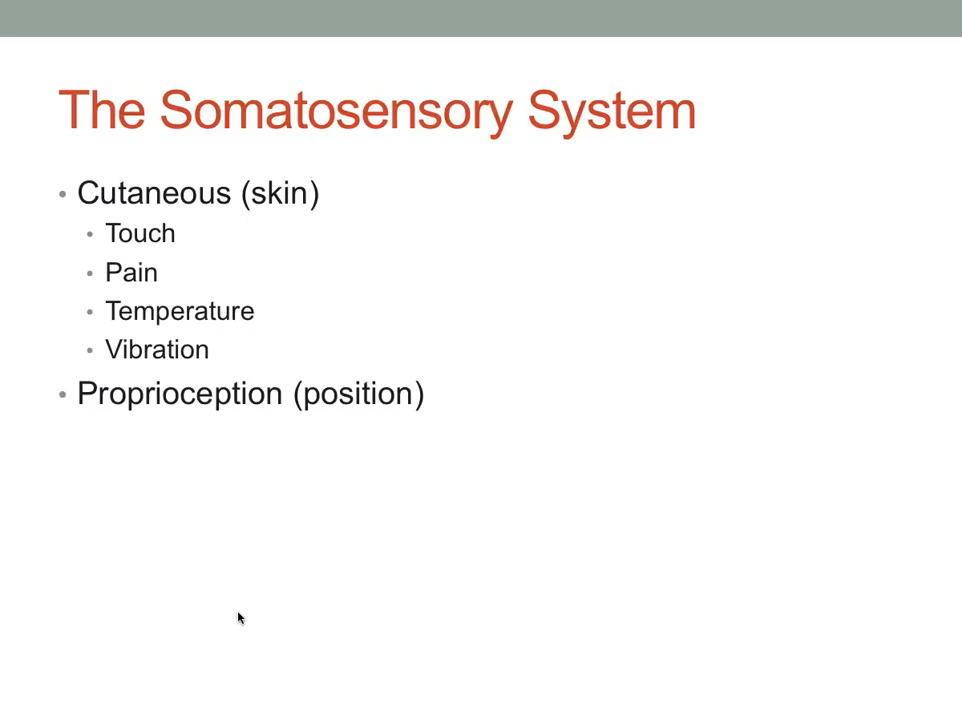 The Somatosensory System
• Cutaneous (skin)
• Touch
• Pain
• Temperature
• Vibration
• Proprioception (position)